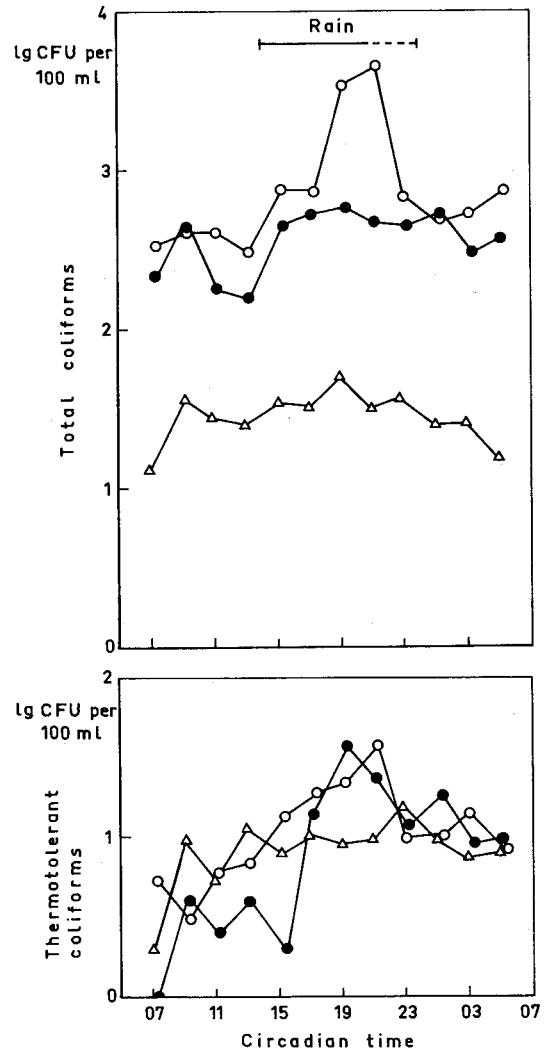 Rain
lg CFU per
100 ml
4
3
2
1
0
Total coliforms
lg CFU per
100 ml
2
1
0
Thermotolerant
coliforms
07 11 15 19 23 03 07
Circadian time